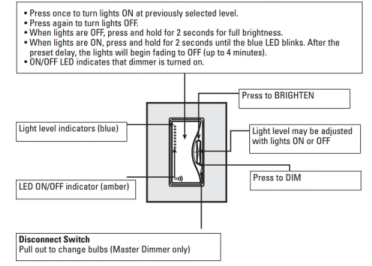 • Press once to turn lights ON at previously selected level.
• Press again to turn lights OFF.
• When lights are OFF, press and hold for 2 seconds for full brightness.
• When lights are ON, press and hold for 2 seconds until the blue LED blinks. After the
preset delay, the lights will begin fading to OFF (up to 4 minutes).
• ON/OFF LED indicates that dimmer is turned on.
Press to BRIGHTEN
Light level indicators (blue)
Light level may be adjusted
with lights ON or OFF
Press to DIM
LED ON/OFF indicator (amber)
Disconnect Switch
Pull out to change bulbs (Master Dimmer only)